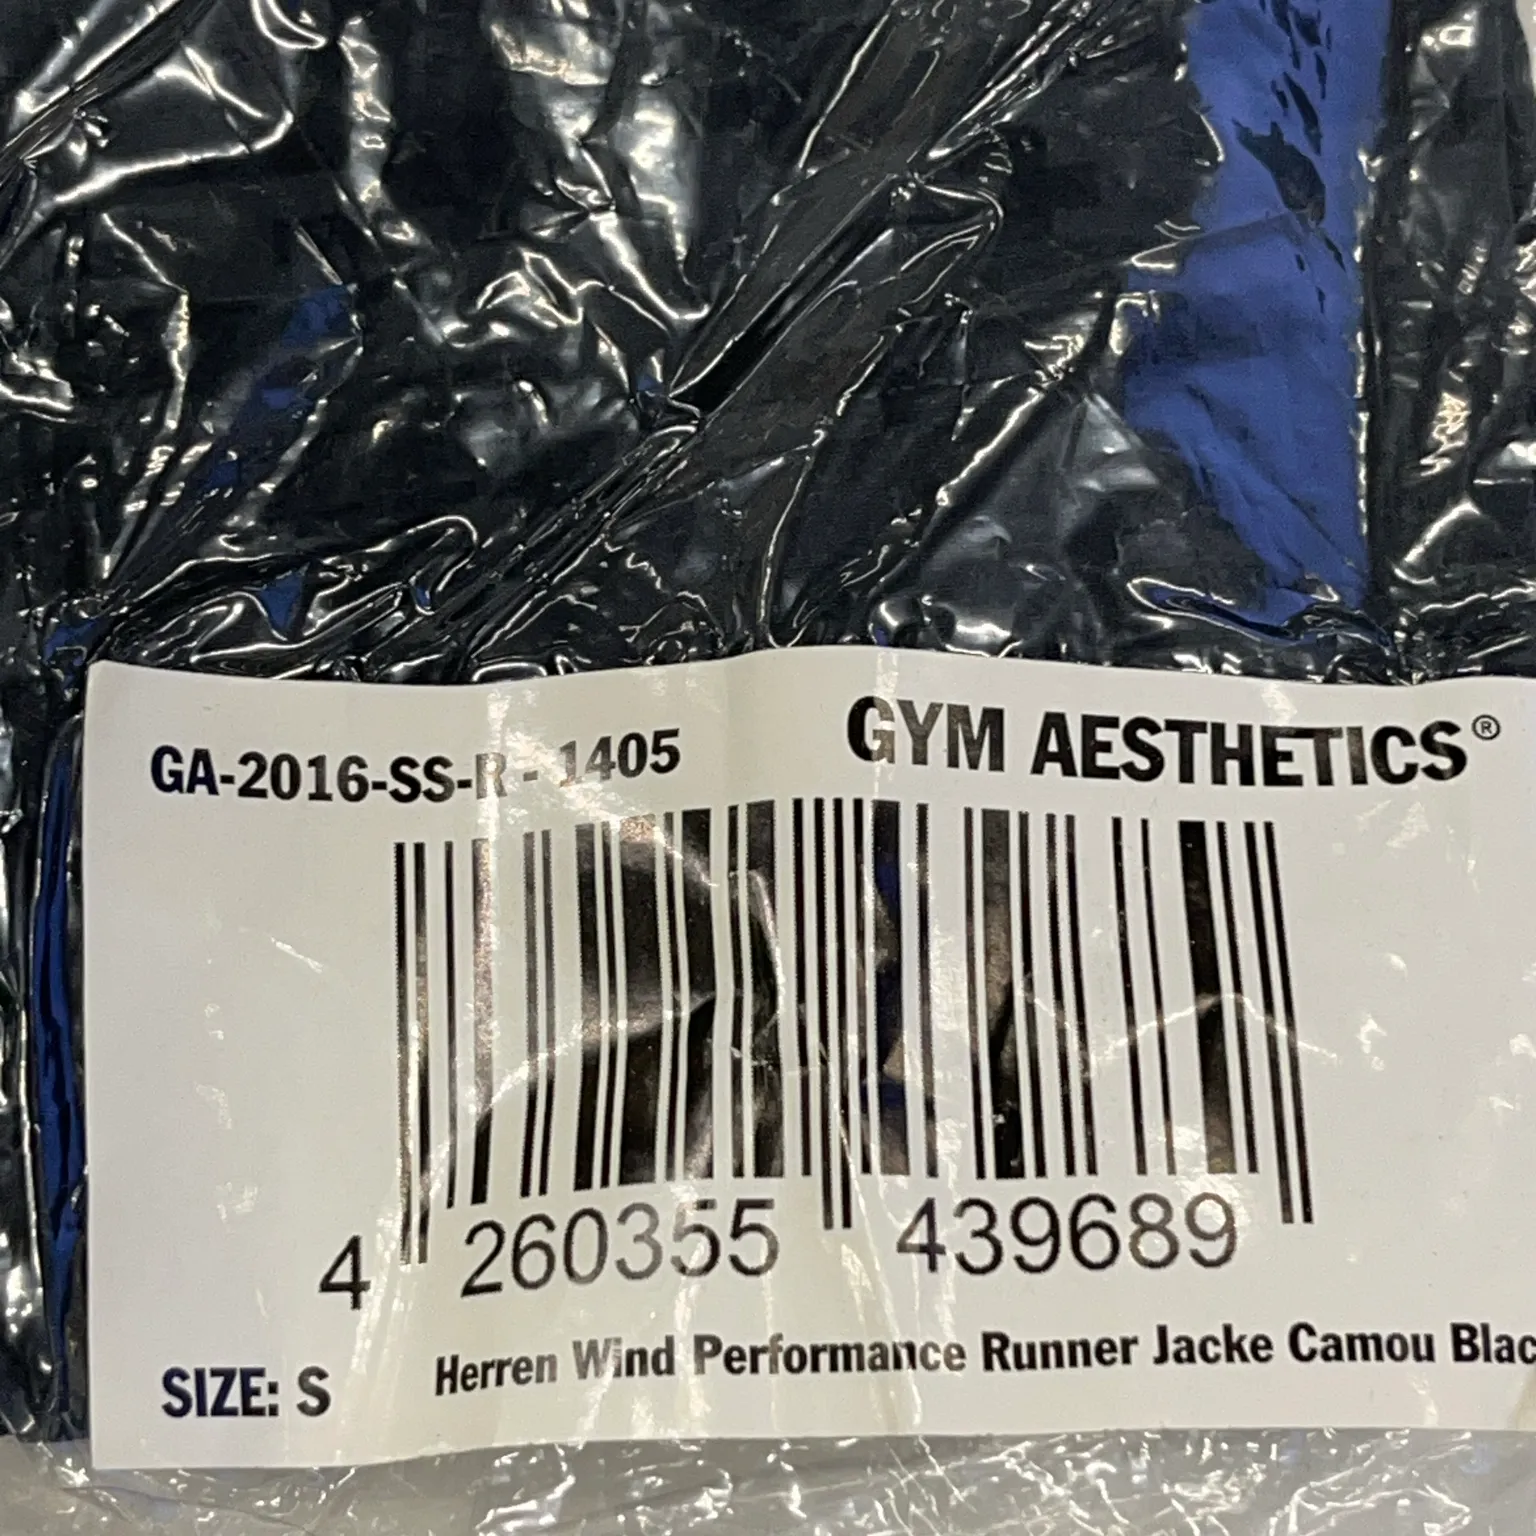 GA-2016-SS-R - 1405
GYM AESTHETICS®
4 260355 439689
SIZE: S
Herren Wind Performance Runner Jacke Camou Blac